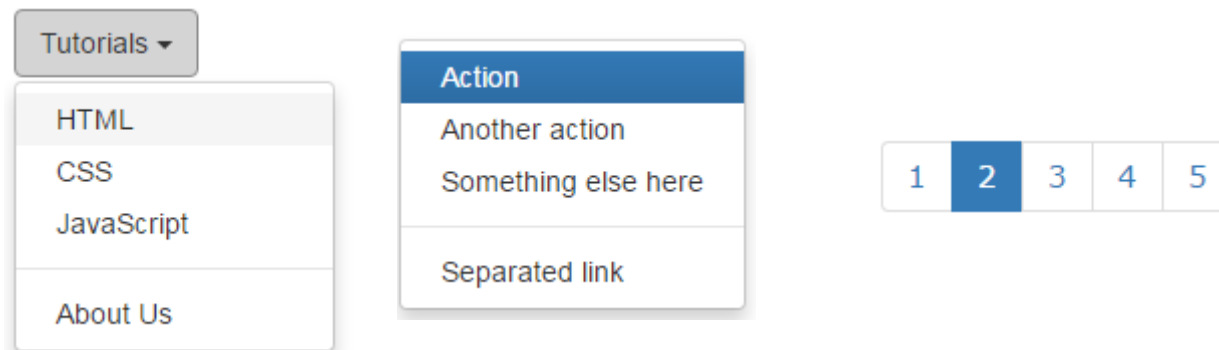 Tutorials
HTML
CSS
JavaScript
About Us
Action
Another action
Something else here
Separated link
1 2 3 4 5